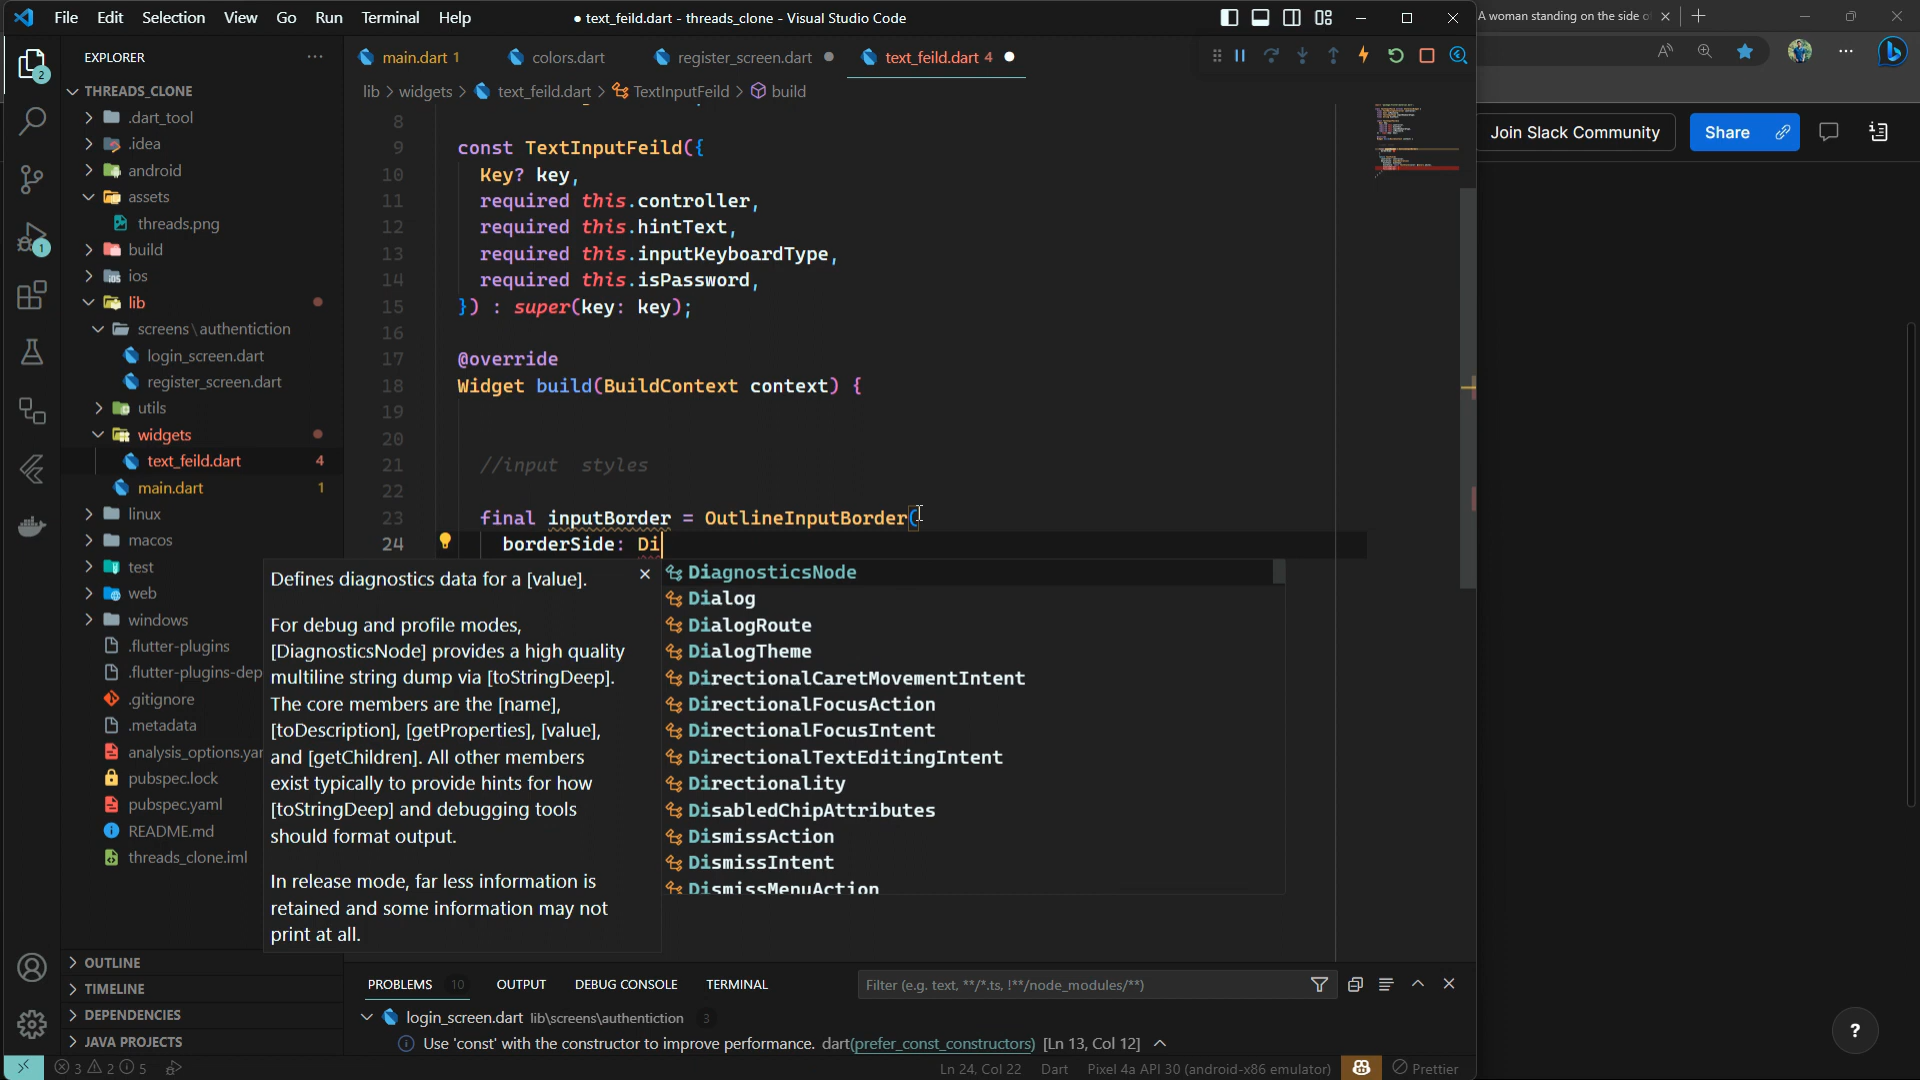 File Edit Selection View Go Run Terminal Help
● text_feild.dart - threads_clone - Visual Studio Code
A woman standing on the side o
EXPLORER
main.dart 1
colors.dart
register_screen.dart
text_feild.dart 4
lib > widgets > text_feild.dart > TextInputFeild > build
Join Slack Community
Share
THREADS_CLONE
.dart_tool
.idea
android
assets
threads.png
build
ios
lib
screens \ authentiction
login_screen.dart
register_screen.dart
utils
widgets
text_feild.dart 4
main.dart 1
linux
macos
test
web
windows
.flutter-plugins
.flutter-plugins-dep
.gitignore
.metadata
analysis_options.ya
pubspec.lock
pubspec.yaml
README.md
threads_clone.iml
OUTLINE
TIMELINE
DEPENDENCIES
JAVA PROJECTS
2
1
8
9 const TextInputFeild({
10 Key? key,
11 required this.controller,
12 required this.hintText,
13 required this.inputKeyboardType,
14 required this.isPassword,
15 }) : super(key: key);
16
17 @override
18 Widget build(BuildContext context) {
19
20
21 //input  styles
22
23 final inputBorder = OutlineInputBorder(
24 borderSide: Di
Defines diagnostics data for a [value].
For debug and profile modes,
[DiagnosticsNode] provides a high quality
multiline string dump via [toStringDeep].
The core members are the [name],
[toDescription], [getProperties], [value],
and [getChildren]. All other members
exist typically to provide hints for how
[toStringDeep] and debugging tools
should format output.
In release mode, far less information is
retained and some information may not
print at all.
DiagnosticsNode
Dialog
DialogRoute
DialogTheme
DirectionalCaretMovementIntent
DirectionalFocusAction
DirectionalFocusIntent
DirectionalTextEditingIntent
Directionality
DisabledChipAttributes
DismissAction
DismissIntent
DismissMenuAction
PROBLEMS 10 OUTPUT DEBUG CONSOLE TERMINAL
Filter (e.g. text, **/*.ts, !**/node_modules/**)
login_screen.dart lib\screens\authentiction 3
Use 'const' with the constructor to improve performance. dart(prefer_const_constructors) [Ln 13, Col 12]
3 2 5
Ln 24, Col 22 Dart Pixel 4a API 30 (android-x86 emulator) Prettier
?